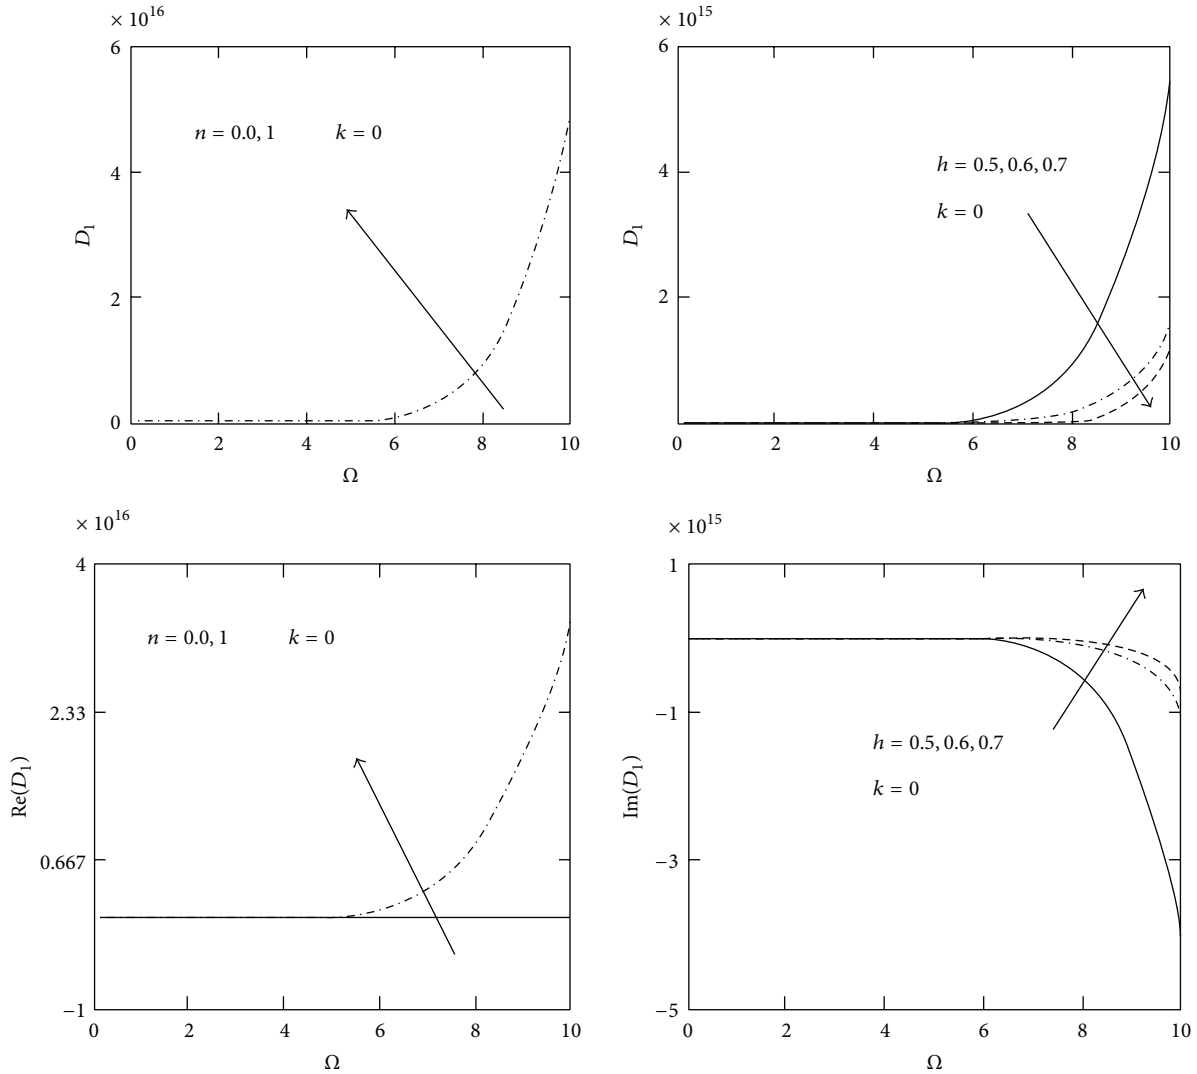 × 10^16
6
4
2
0
D₁
n = 0.0, 1 k = 0
0 2 4 6 8 10
Ω
× 10^15
6
4
2
D₁
h = 0.5, 0.6, 0.7
k = 0
0 2 4 6 8 10
Ω
× 10^16
4
2.33
0.667
−1
Re(D₁)
n = 0.0, 1 k = 0
0 2 4 6 8 10
Ω
× 10^15
1
−1
−3
−5
Im(D₁)
h = 0.5, 0.6, 0.7
k = 0
0 2 4 6 8 10
Ω